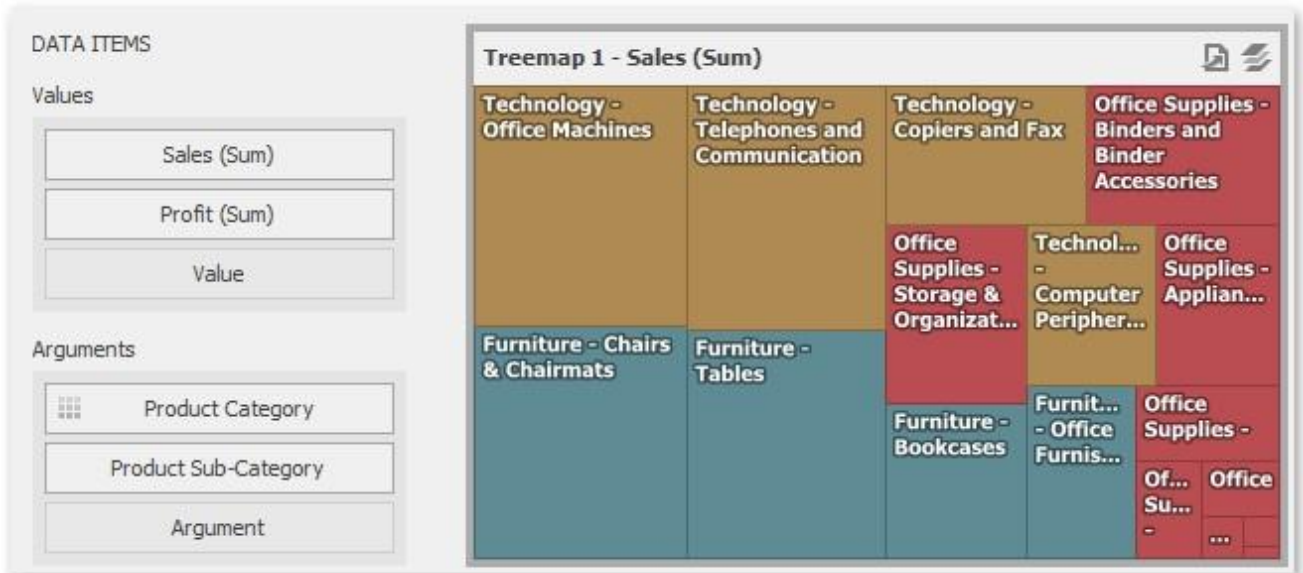 DATA ITEMS
Values
Sales (Sum)
Profit (Sum)
Value
Arguments
Product Category
Product Sub-Category
Argument
Treemap 1 - Sales (Sum)
Technology -
Office Machines
Technology -
Telephones and
Communication
Technology -
Copiers and Fax
Office Supplies -
Binders and
Binder
Accessories
Office
Supplies -
Storage &
Organizat...
Technol...
-
Computer
Peripher...
Office
Supplies -
Applian...
Furniture - Chairs
& Chairmats
Furniture -
Tables
Furniture -
Bookcases
Furnit...
- Office
Furnis...
Office
Supplies -
Of...
Su...
-
Office
...